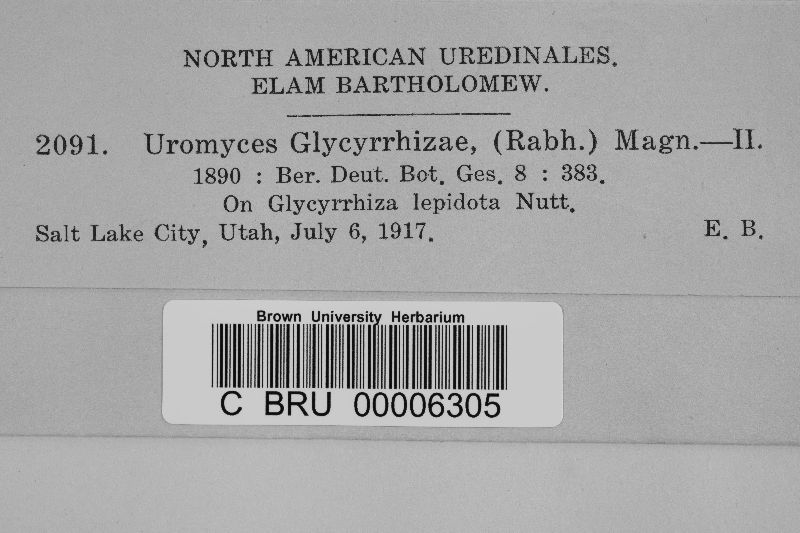 NORTH AMERICAN UREDINALES.
ELAM BARTHOLOMEW.
2091. Uromyces Glycyrrhizae, (Rabh.) Magn.—II.
1890 : Ber. Deut. Bot. Ges. 8 : 383.
On Glycyrrhiza lepidota Nutt.
Salt Lake City, Utah, July 6, 1917. E. B.
Brown University Herbarium
C BRU 00006305